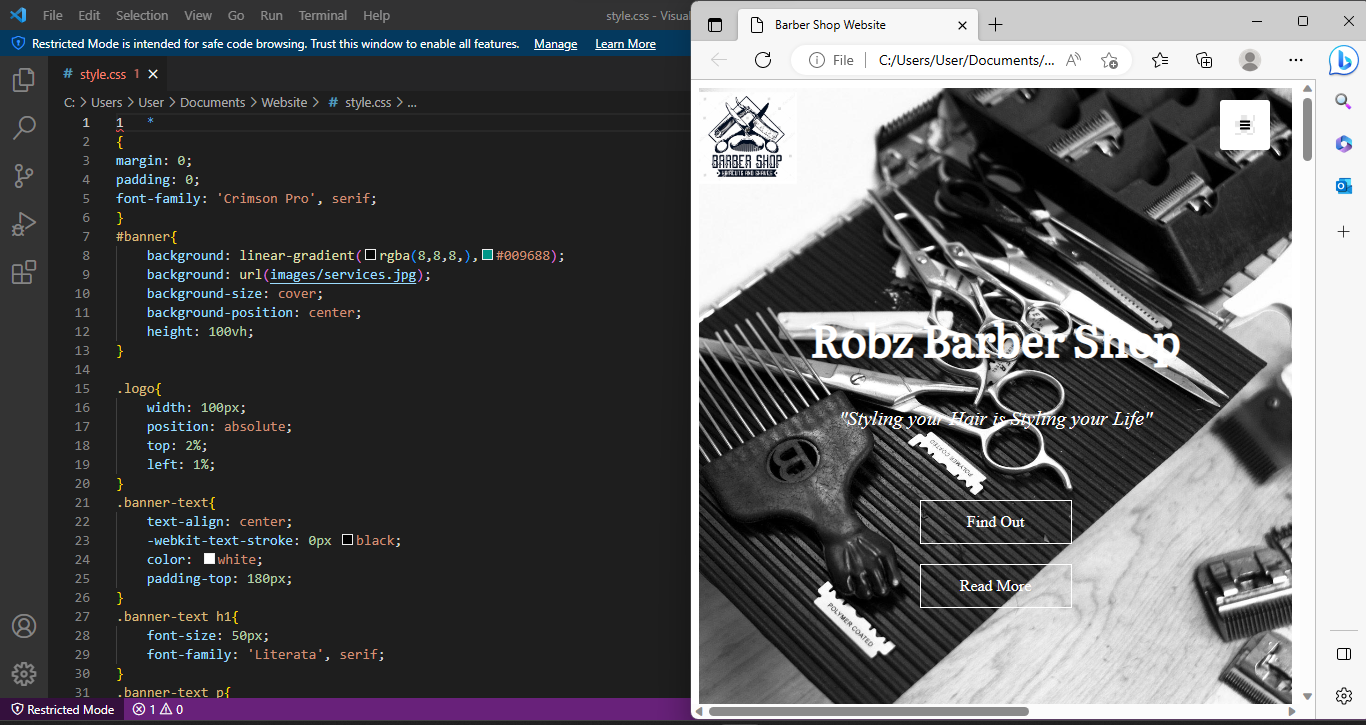 File Edit Selection View Go Run Terminal Help
style.css - Visual
Restricted Mode is intended for safe code browsing. Trust this window to enable all features. Manage Learn More
# style.css 1
C: > Users > User > Documents > Website > # style.css > ...
1 1 *
2 {
3 margin: 0;
4 padding: 0;
5 font-family: 'Crimson Pro', serif;
6 }
7 #banner{
8 background: linear-gradient(rgba(8,8,8,),#009688);
9 background: url(images/services.jpg);
10 background-size: cover;
11 background-position: center;
12 height: 100vh;
13 }
14
15 .logo{
16 width: 100px;
17 position: absolute;
18 top: 2%;
19 left: 1%;
20 }
21 .banner-text{
22 text-align: center;
23 -webkit-text-stroke: 0px black;
24 color: white;
25 padding-top: 180px;
26 }
27 .banner-text h1{
28 font-size: 50px;
29 font-family: 'Literata', serif;
30 }
31 .banner-text p{
Restricted Mode 1 0
Barber Shop Website
File C:/Users/User/Documents/...
BARBER SHOP
HAIRCUTS AND SHAVES
Robz Barber Shop
"Styling your Hair is Styling your Life"
POLYMER COATED
Find Out
Read More
POLYMER COATED